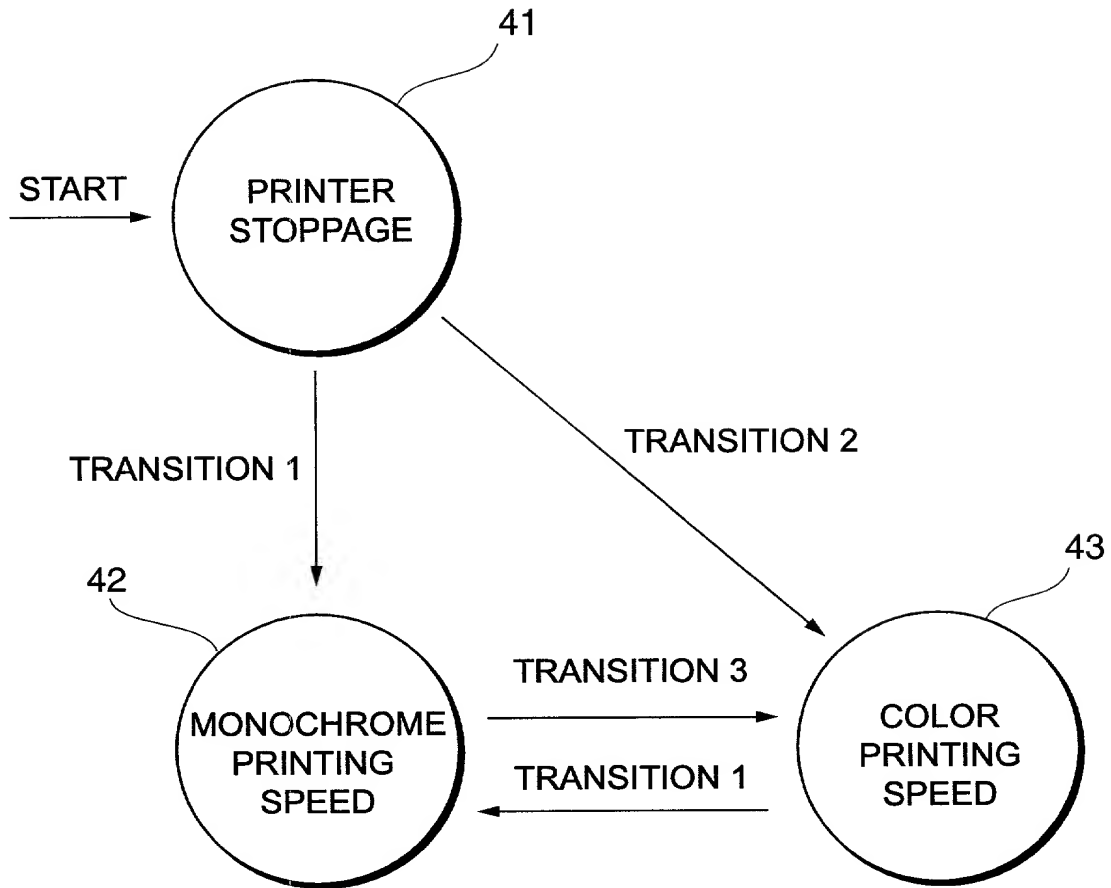 41
START
PRINTER
STOPPAGE
TRANSITION 1
TRANSITION 2
42
43
MONOCHROME
PRINTING
SPEED
TRANSITION 3
TRANSITION 1
COLOR
PRINTING
SPEED